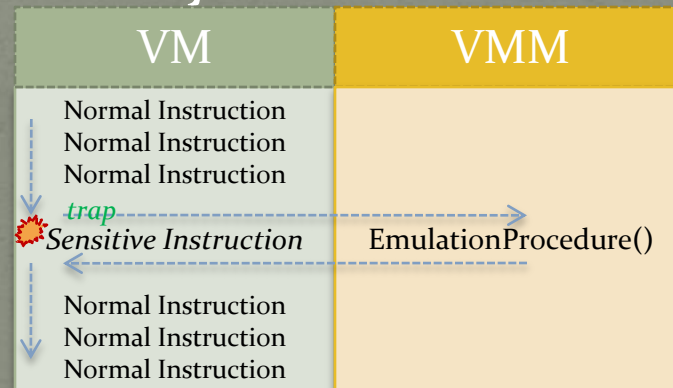 VM VMM
Normal Instruction
Normal Instruction
Normal Instruction
trap
Sensitive Instruction EmulationProcedure()
Normal Instruction
Normal Instruction
Normal Instruction